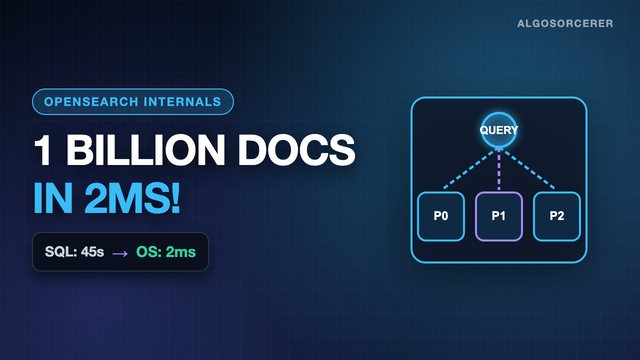 ALGOSORCERER
OPENSEARCH INTERNALS
1 BILLION DOCS
IN 2MS!
SQL: 45s → OS: 2ms
QUERY
P0 P1 P2